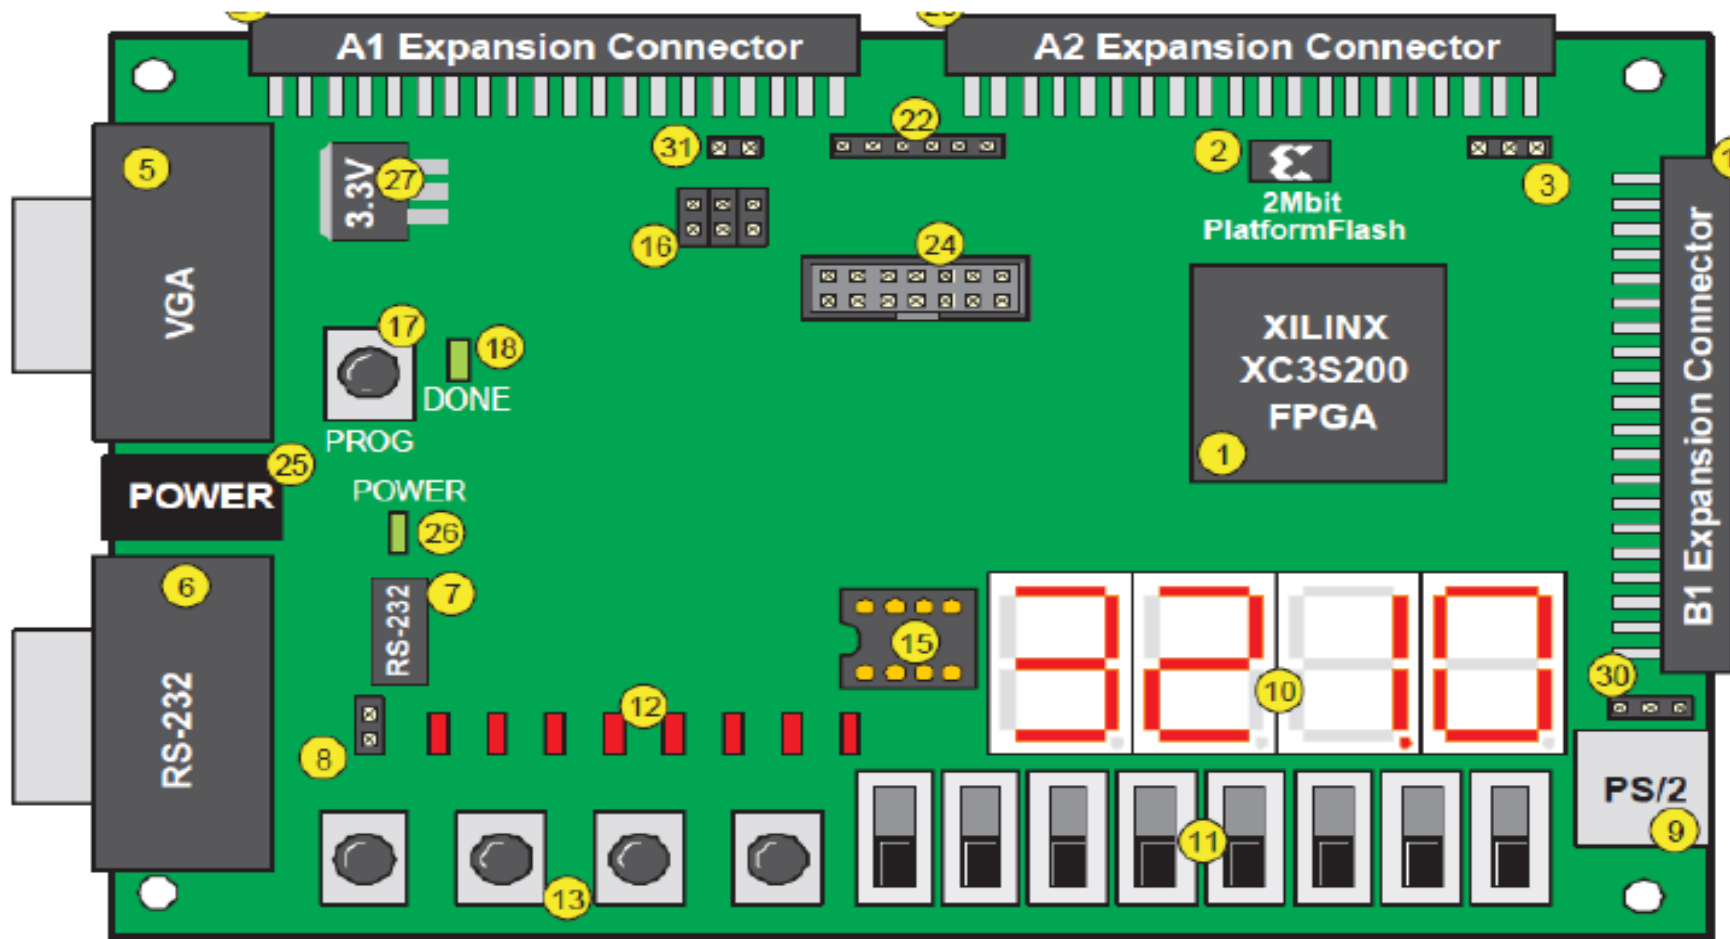 A1 Expansion Connector
A2 Expansion Connector
22
31
2
3
5
27
3.3V
2Mbit
PlatformFlash
16
24
VGA
17
18
DONE
PROG
XILINX
XC3S200
FPGA
1
B1 Expansion Connector
25
POWER
POWER
26
6
7
RS-232
RS-232
15
12
10
3210
30
8
PS/2
9
11
13